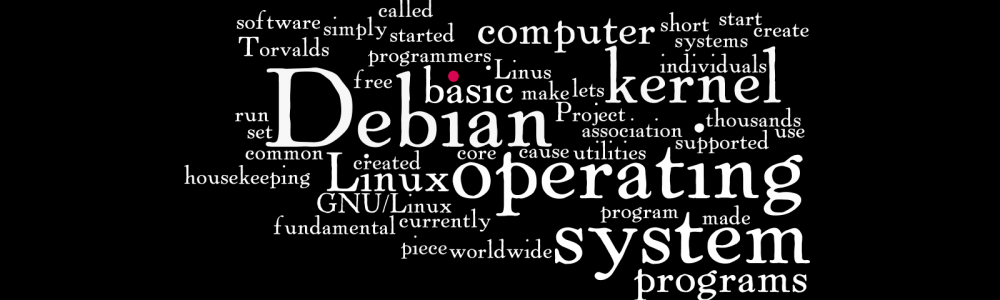 called
software simply started computer short start
create
Torvalds systems
programmers individuals
free basic Linus make lets kernel
Debian
run Project thousands
set association supported use
common created core cause utilities
housekeeping Linux operating
GNU/Linux program made
fundamental currently
piece worldwide system
programs